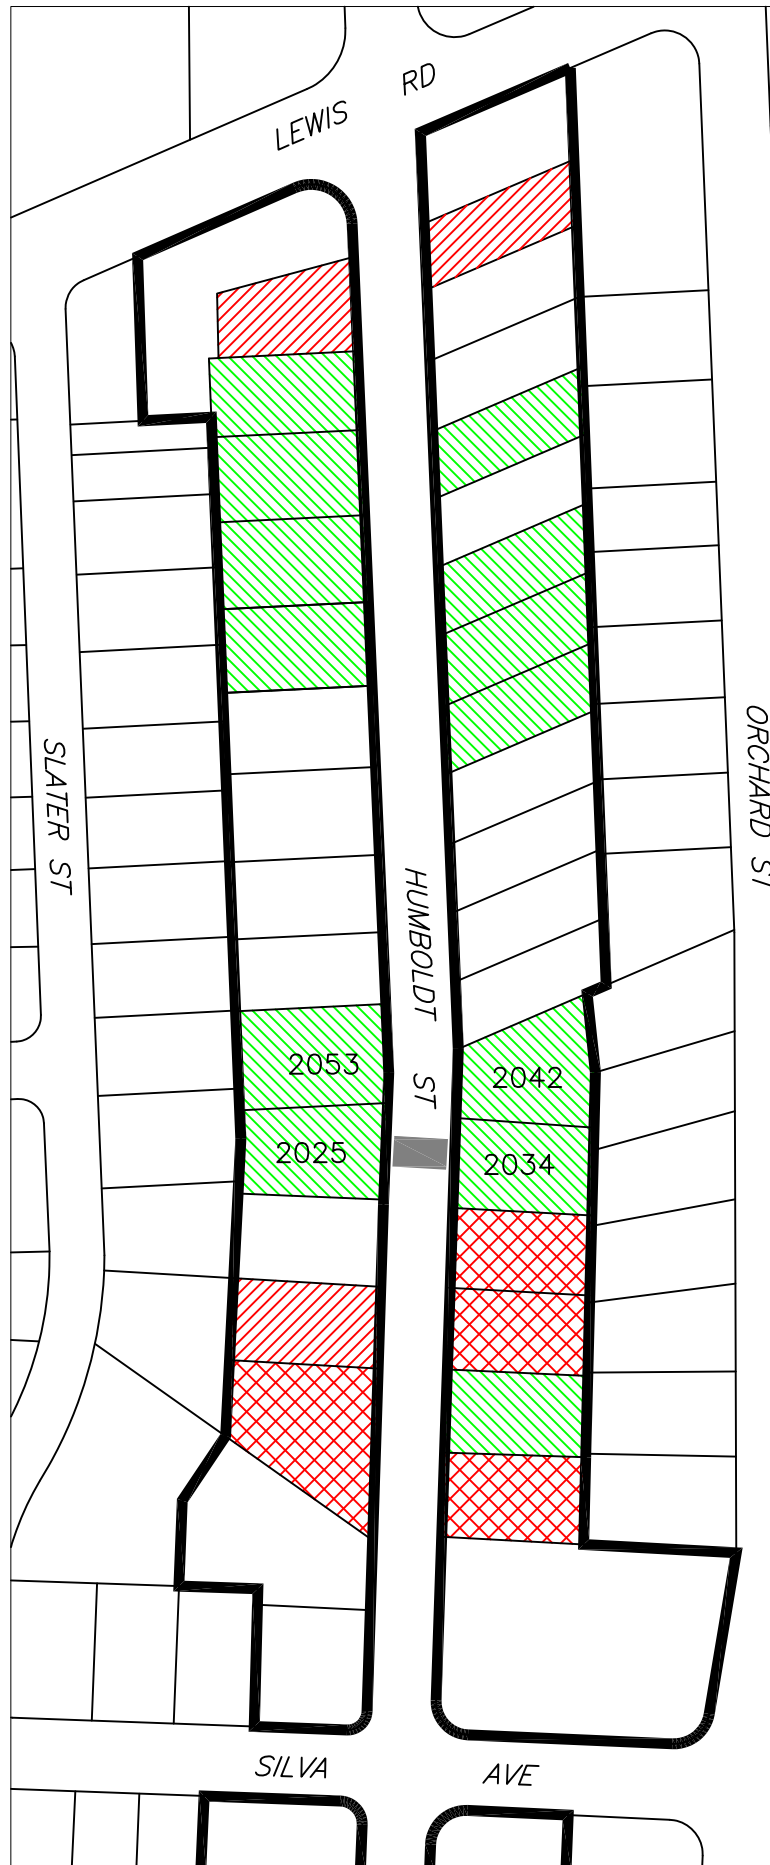 LEWIS RD
SLATER ST
ORCHARD ST
HUMBOLDT ST
2053
2042
2025
2034
SILVA AVE